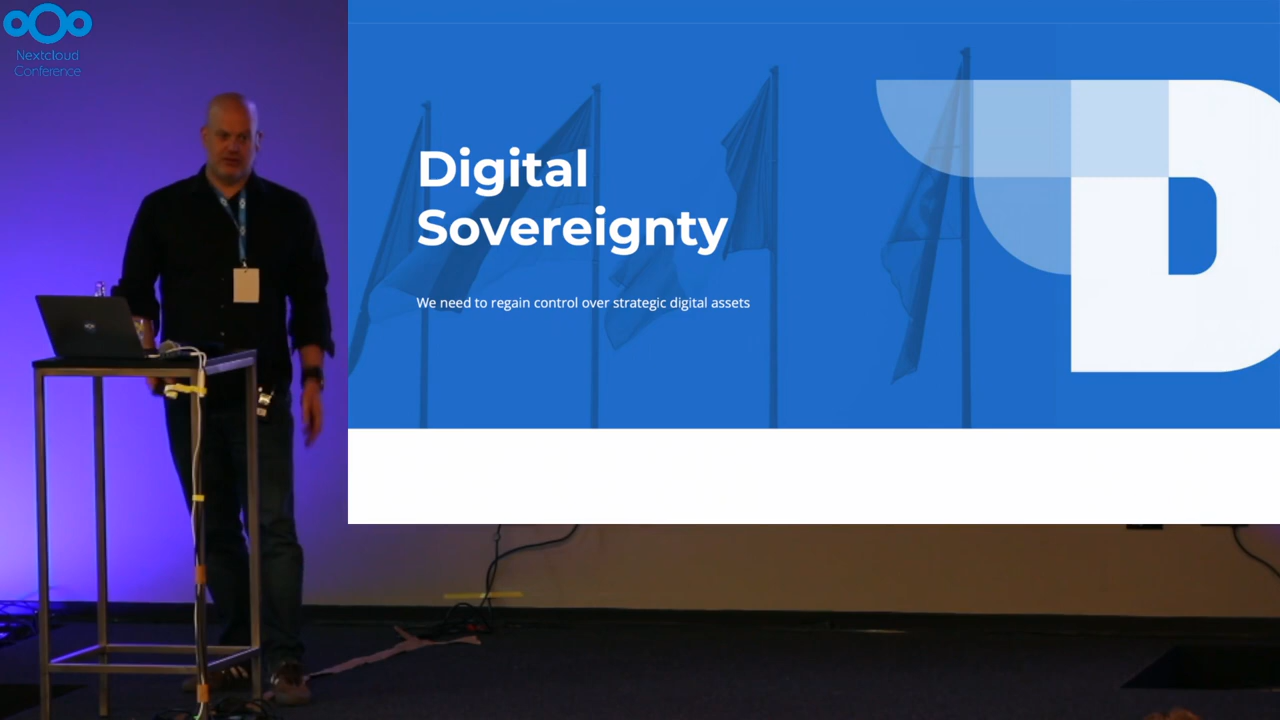 Nextcloud
Conference
Digital
Sovereignty
We need to regain control over strategic digital assets